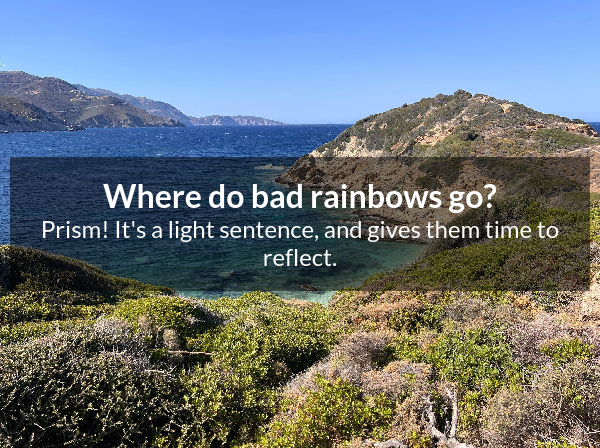 Where do bad rainbows go?
Prism! It's a light sentence, and gives them time to
reflect.